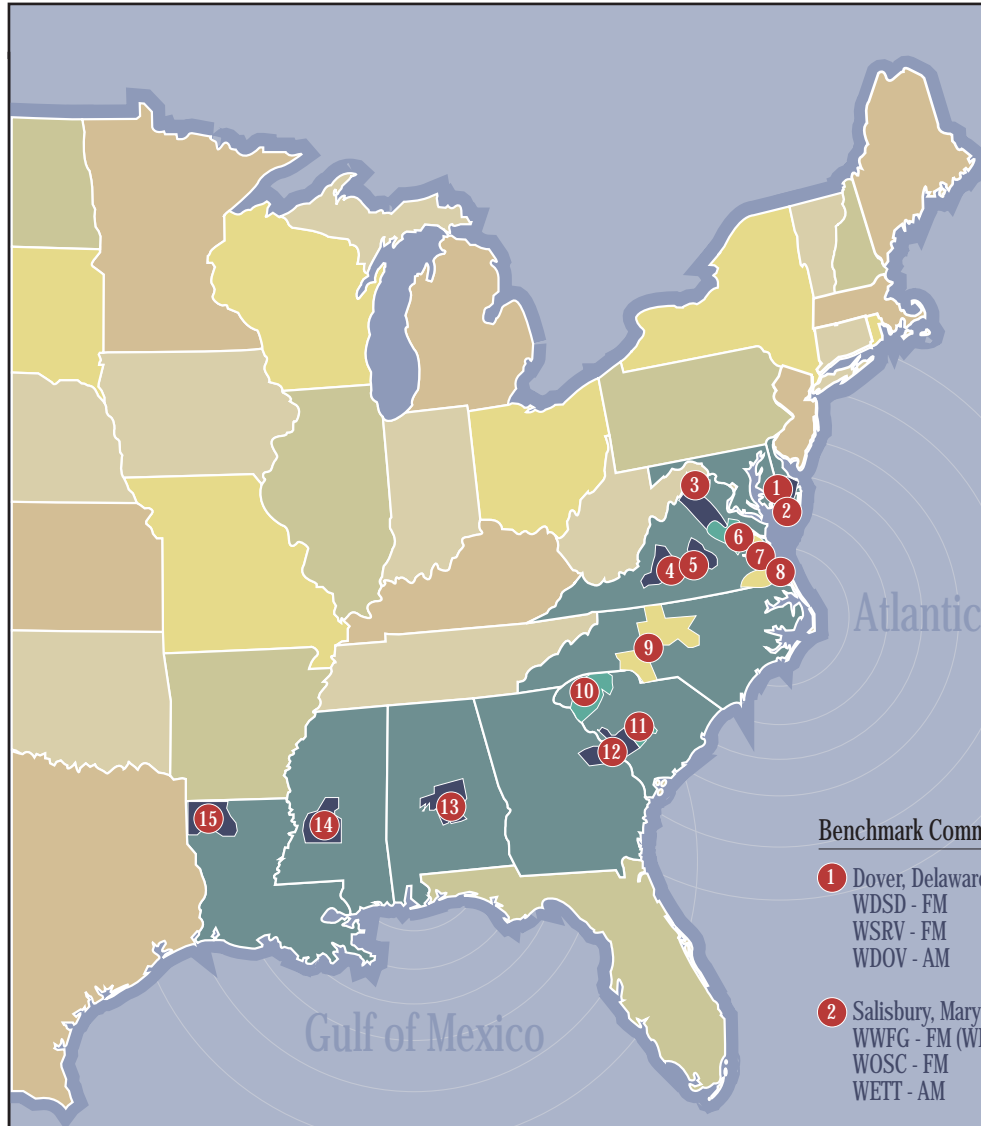 3
1
2
6
7
5
4
8
Atlantic
9
10
11
12
13
15
14
Benchmark Comm
1 Dover, Delaware
WDSD - FM
WSRV - FM
WDOV - AM
2 Salisbury, Mary
WWFG - FM (W
WOSC - FM
WETT - AM
Gulf of Mexico